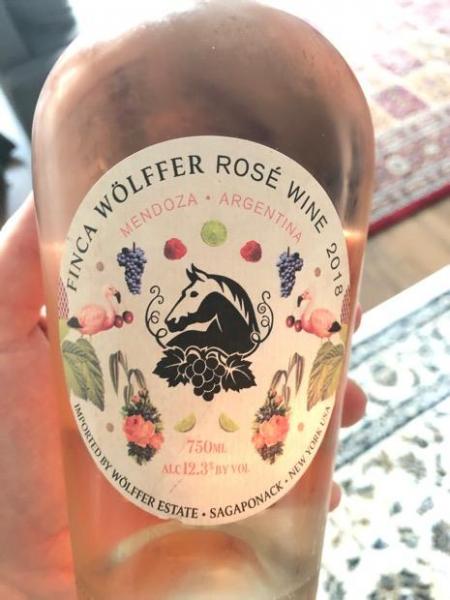 FINCA WÖLFFER ROSÉ WINE 2018
MENDOZA • ARGENTINA
750ML
ALC 12.3% BY VOL
IMPORTED BY WÖLFFER ESTATE • SAGAPONACK • NEW YORK USA